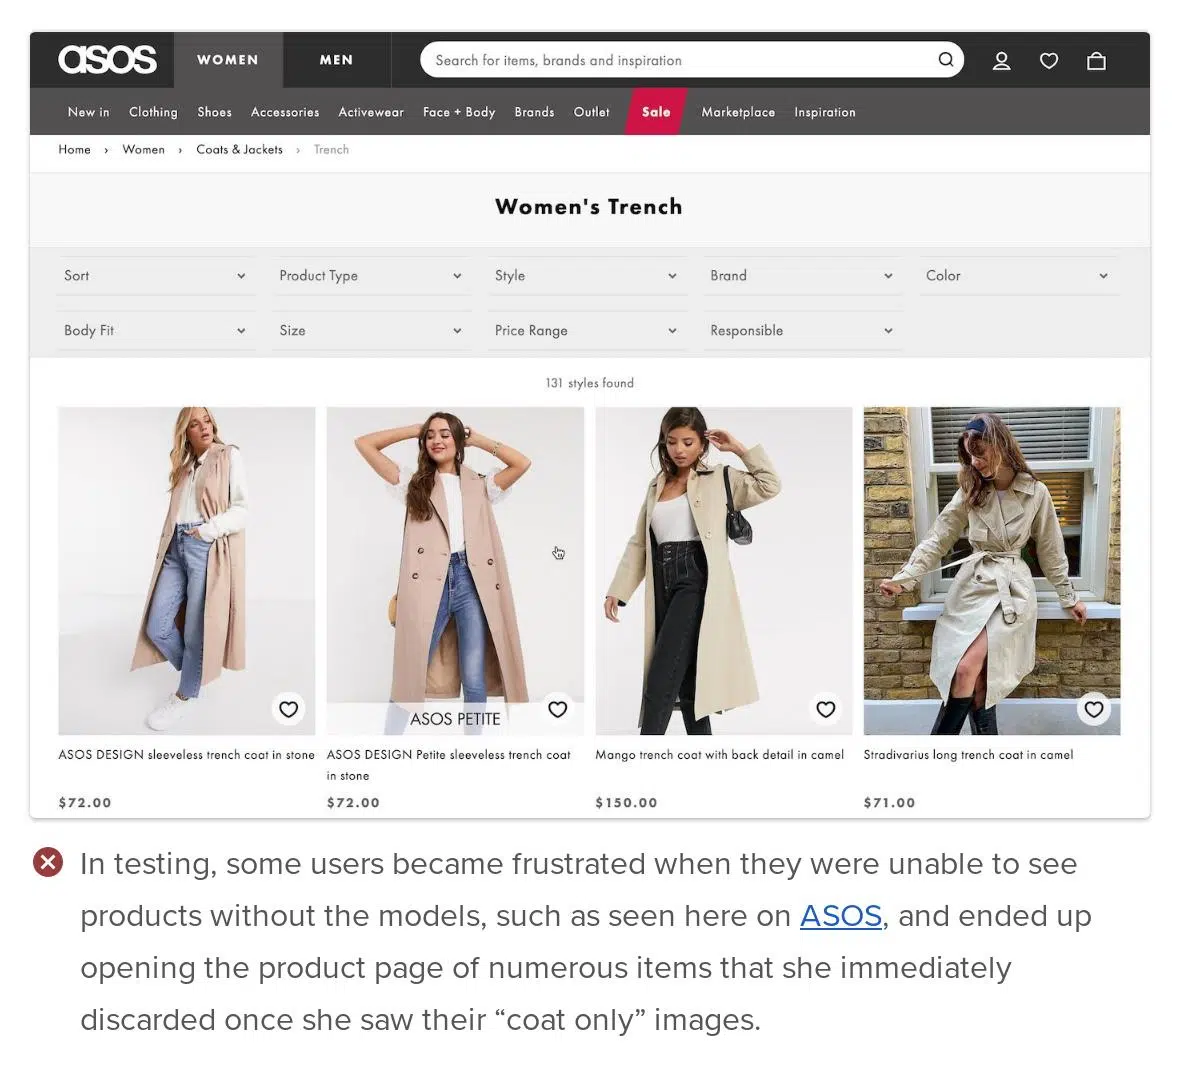 asos
WOMEN
MEN
Search for items, brands and inspiration
New in
Clothing
Shoes
Accessories
Activewear
Face + Body
Brands
Outlet
Sale
Marketplace
Inspiration
Home › Women › Coats & Jackets › Trench
Women's Trench
Sort
Product Type
Style
Brand
Color
Body Fit
Size
Price Range
Responsible
131 styles found
ASOS PETITE
ASOS DESIGN sleeveless trench coat in stone
$72.00
ASOS DESIGN Petite sleeveless trench coat
in stone
$72.00
Mango trench coat with back detail in camel
$150.00
Stradivarius long trench coat in camel
$71.00
In testing, some users became frustrated when they were unable to see
products without the models, such as seen here on ASOS, and ended up
opening the product page of numerous items that she immediately
discarded once she saw their “coat only” images.